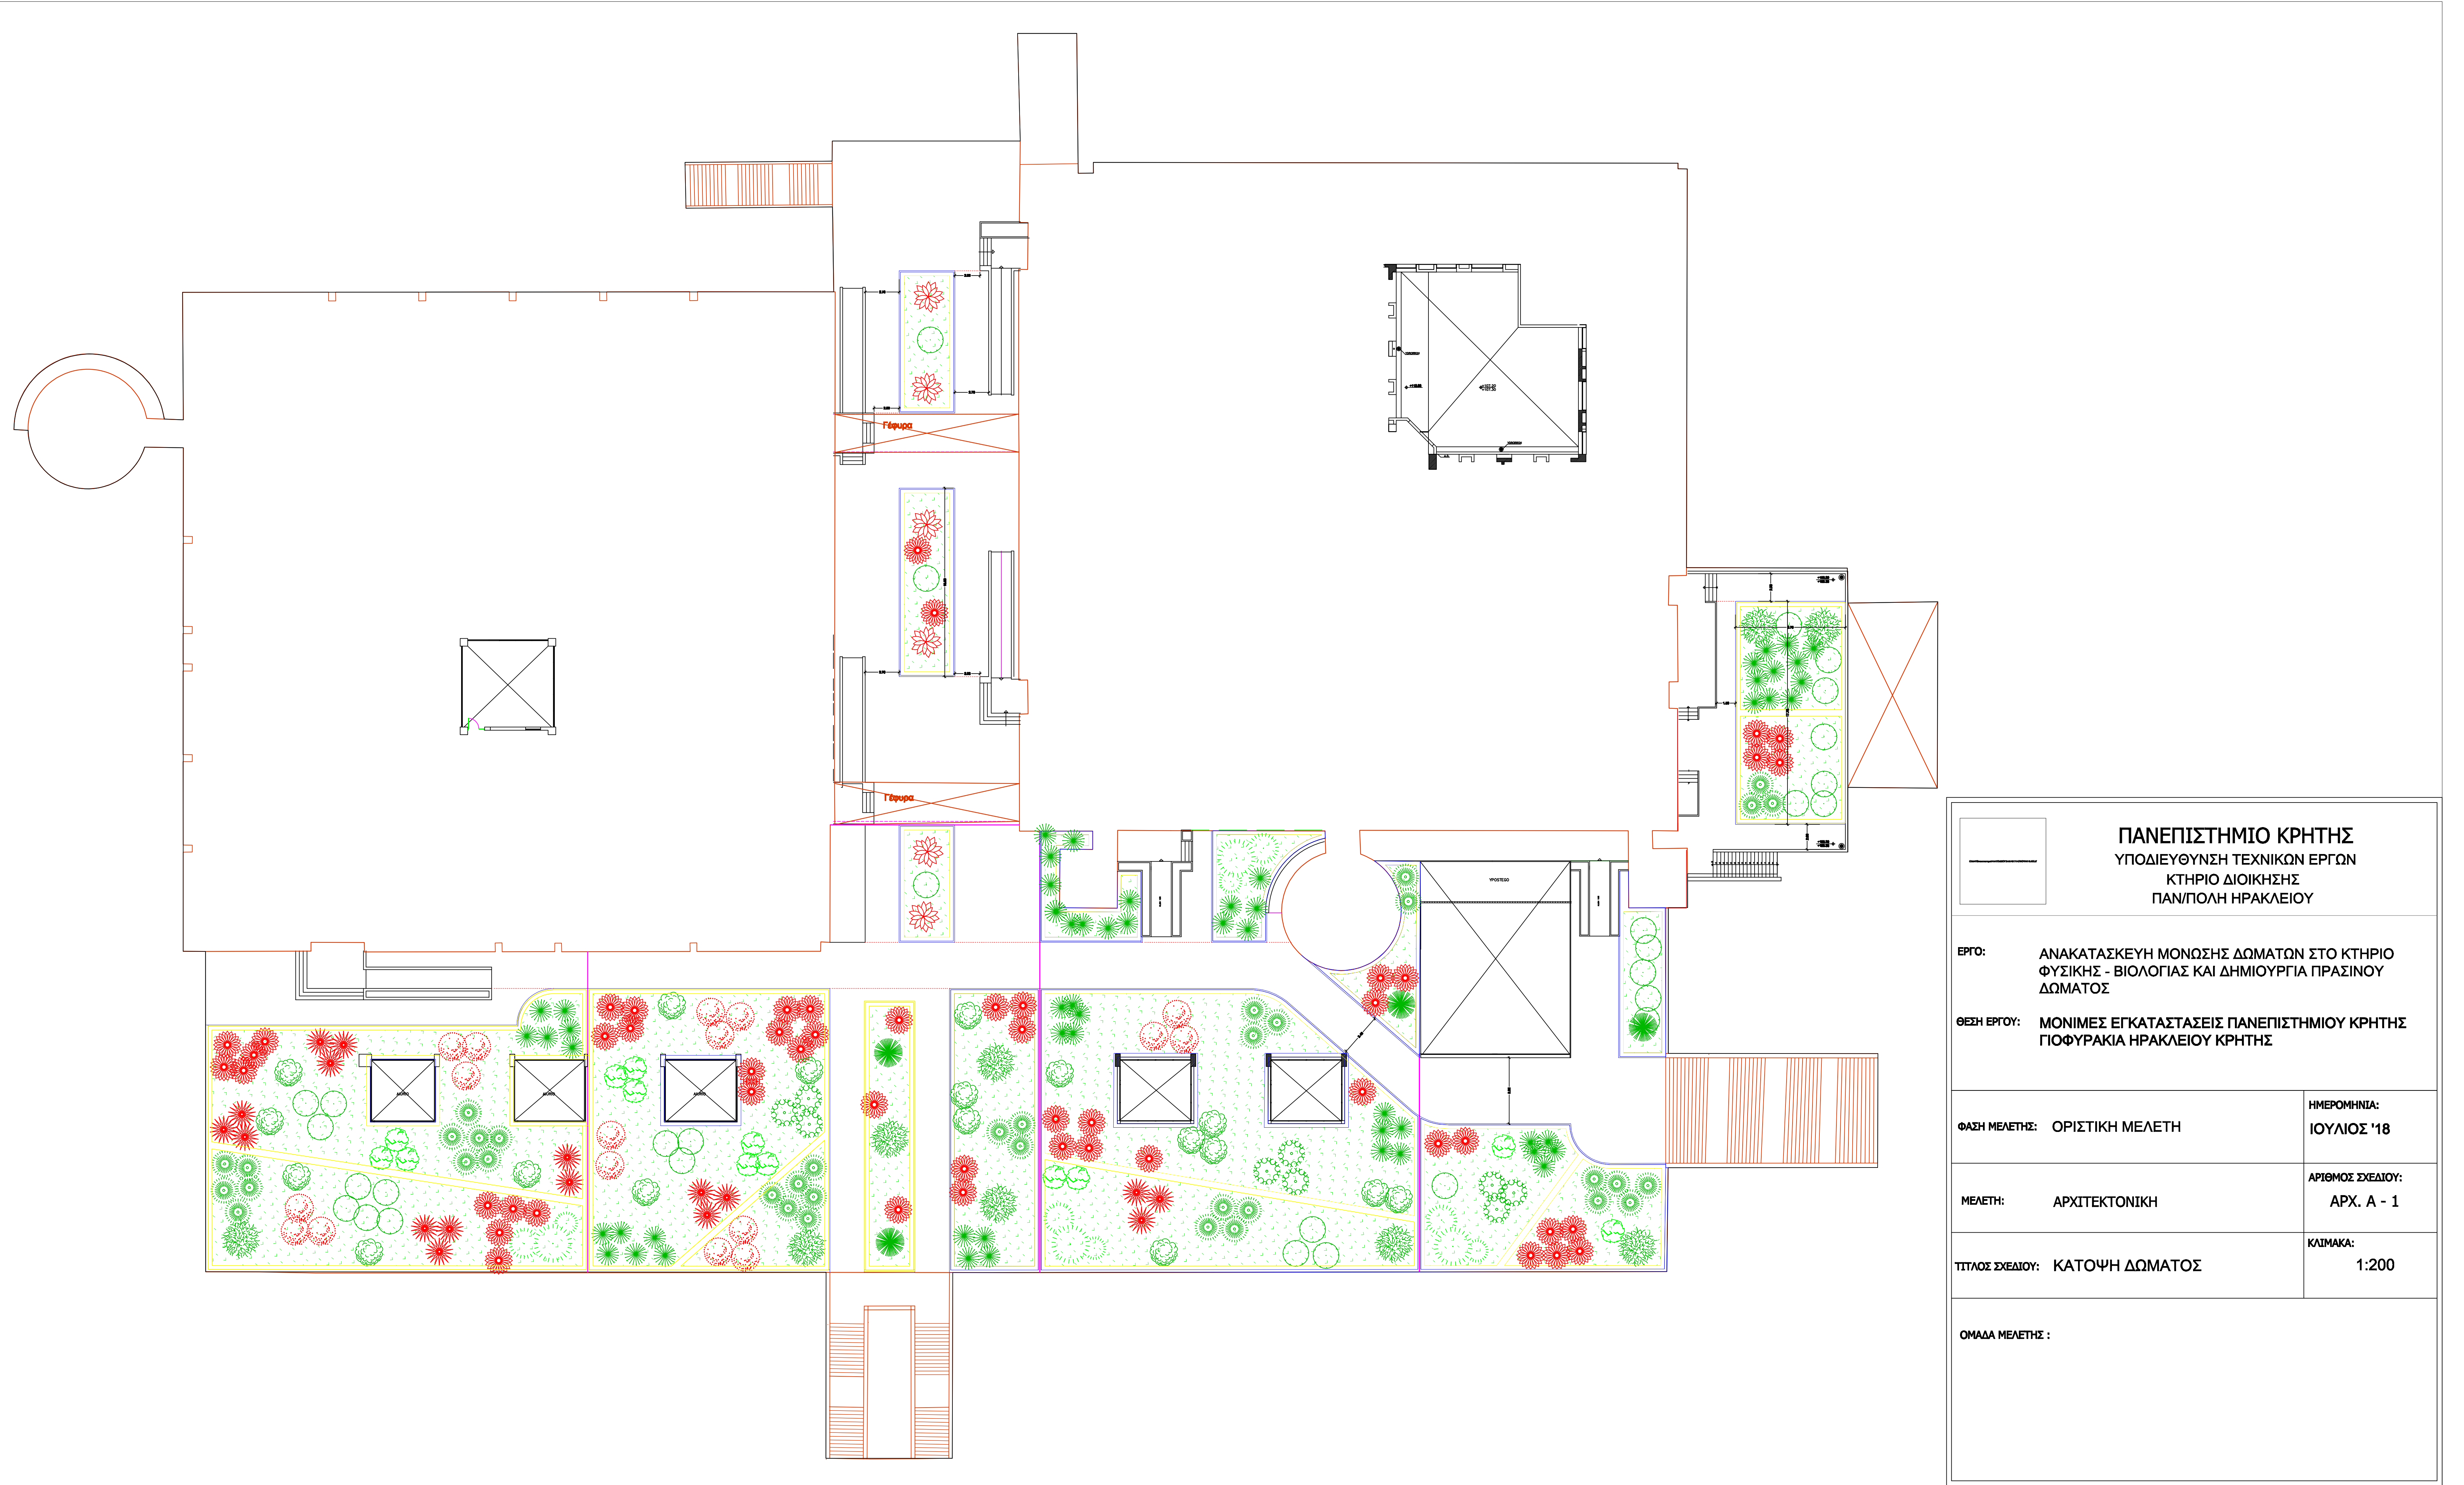 Γέφυρα
Γέφυρα
YPOSTEGO
ΠΑΝΕΠΙΣΤΗΜΙΟ ΚΡΗΤΗΣ
ΥΠΟΔΙΕΥΘΥΝΣΗ ΤΕΧΝΙΚΩΝ ΕΡΓΩΝ
ΚΤΗΡΙΟ ΔΙΟΙΚΗΣΗΣ
ΠΑΝ/ΠΟΛΗ ΗΡΑΚΛΕΙΟΥ
ΕΡΓΟ: ΑΝΑΚΑΤΑΣΚΕΥΗ ΜΟΝΩΣΗΣ ΔΩΜΑΤΩΝ ΣΤΟ ΚΤΗΡΙΟ
ΦΥΣΙΚΗΣ - ΒΙΟΛΟΓΙΑΣ ΚΑΙ ΔΗΜΙΟΥΡΓΙΑ ΠΡΑΣΙΝΟΥ
ΔΩΜΑΤΟΣ
ΘΕΣΗ ΕΡΓΟΥ: ΜΟΝΙΜΕΣ ΕΓΚΑΤΑΣΤΑΣΕΙΣ ΠΑΝΕΠΙΣΤΗΜΙΟΥ ΚΡΗΤΗΣ
ΓΙΟΦΥΡΑΚΙΑ ΗΡΑΚΛΕΙΟΥ ΚΡΗΤΗΣ
ΦΑΣΗ ΜΕΛΕΤΗΣ: ΟΡΙΣΤΙΚΗ ΜΕΛΕΤΗ
ΗΜΕΡΟΜΗΝΙΑ:
ΙΟΥΛΙΟΣ '18
ΜΕΛΕΤΗ: ΑΡΧΙΤΕΚΤΟΝΙΚΗ
ΑΡΙΘΜΟΣ ΣΧΕΔΙΟΥ:
ΑΡΧ. Α - 1
ΤΙΤΛΟΣ ΣΧΕΔΙΟΥ: ΚΑΤΟΨΗ ΔΩΜΑΤΟΣ
ΚΛΙΜΑΚΑ:
1:200
ΟΜΑΔΑ ΜΕΛΕΤΗΣ :